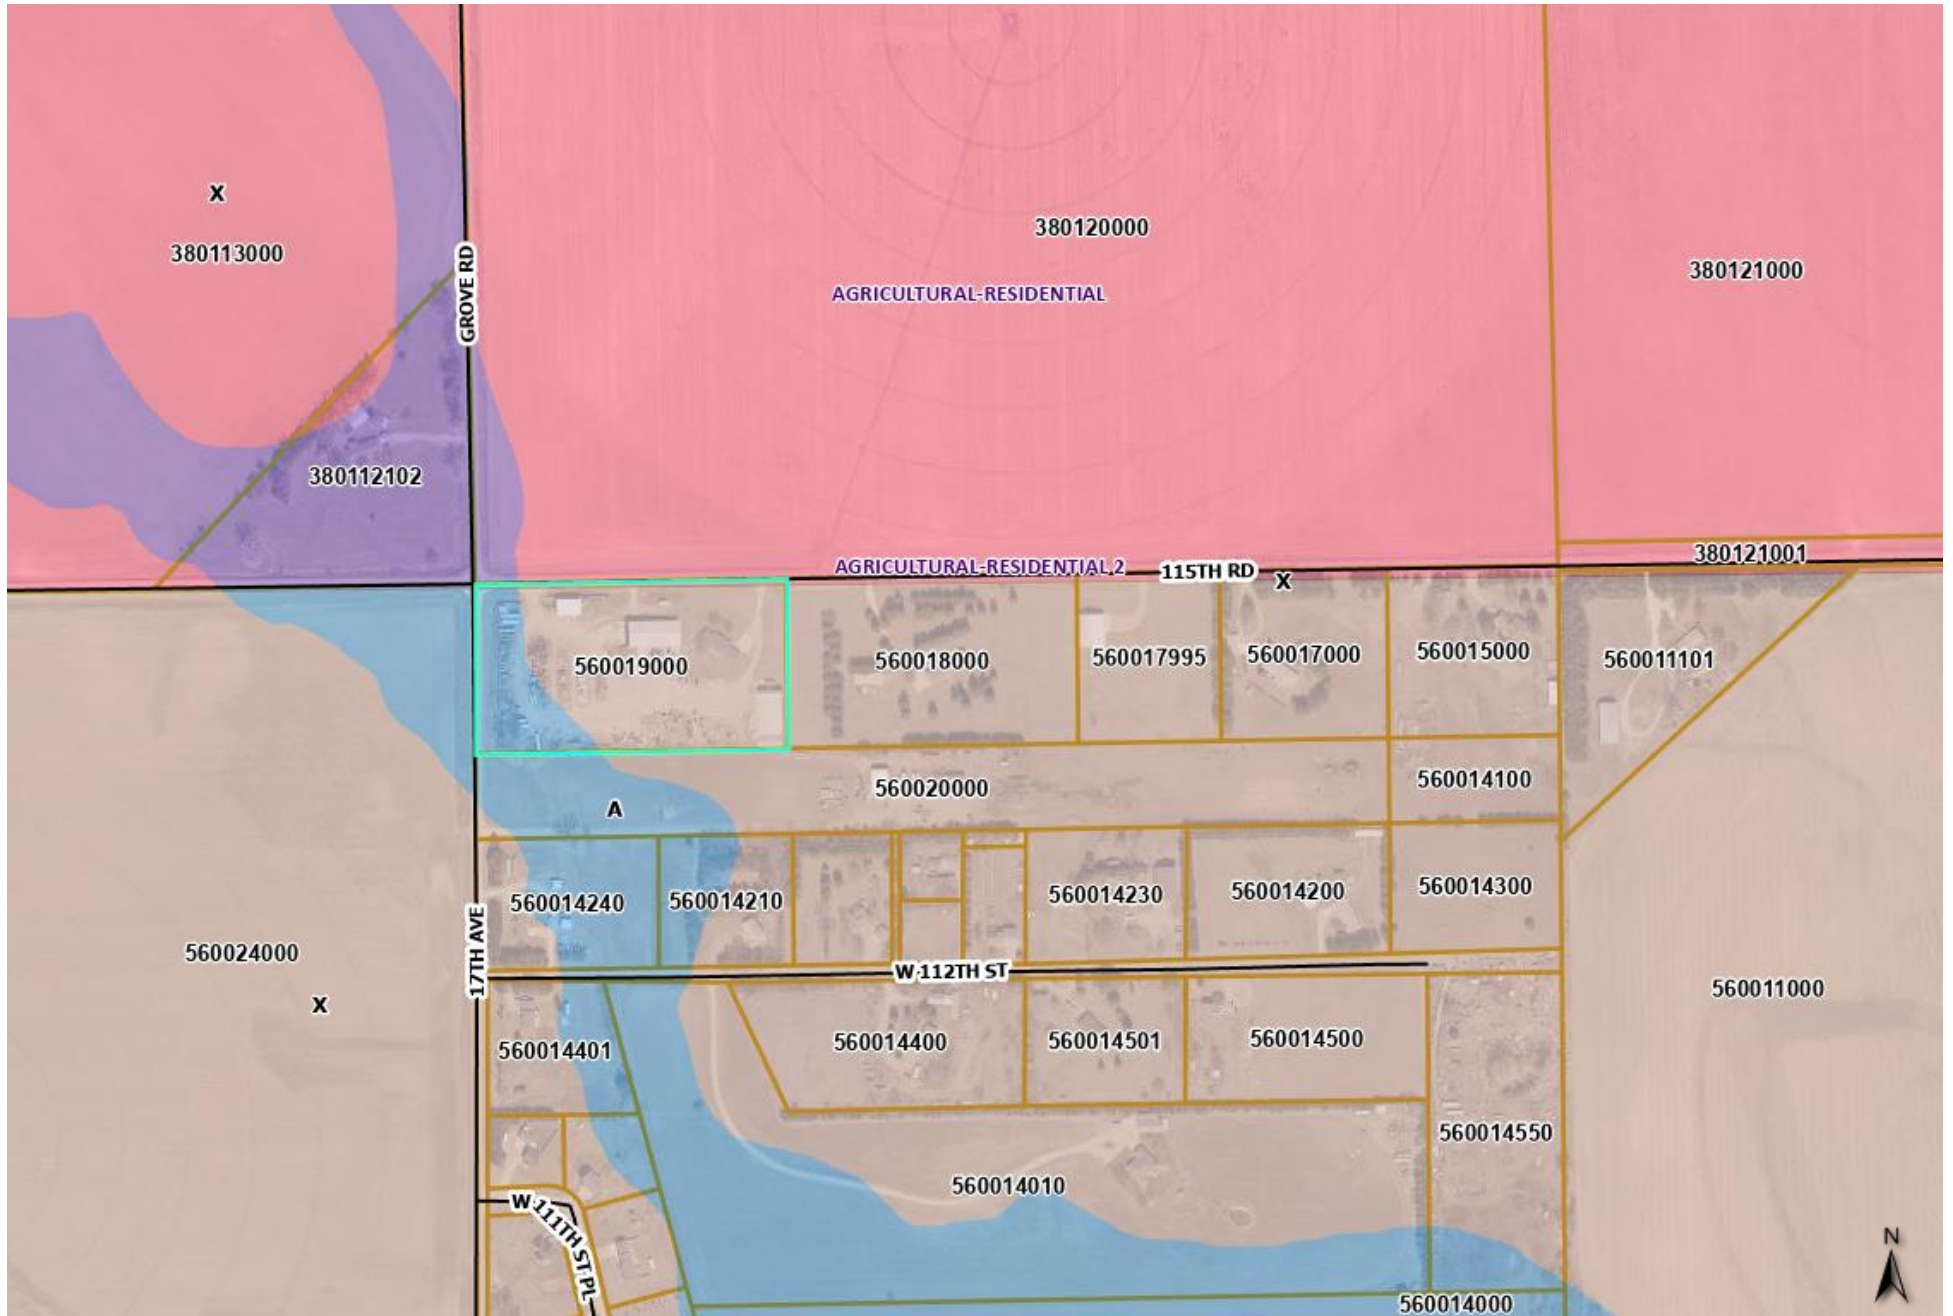 X
380113000
GROVE RD
380120000
380121000
AGRICULTURAL-RESIDENTIAL
380112102
380121001
AGRICULTURAL-RESIDENTIAL 2
115TH RD
X
560019000
560018000
560017995
560017000
560015000
560011101
560020000
560014100
A
560014240
560014210
560014230
560014200
560014300
17TH AVE
560024000
X
W 112TH ST
560011000
560014401
560014400
560014501
560014500
560014550
560014010
W 111TH ST PL
N
560014000